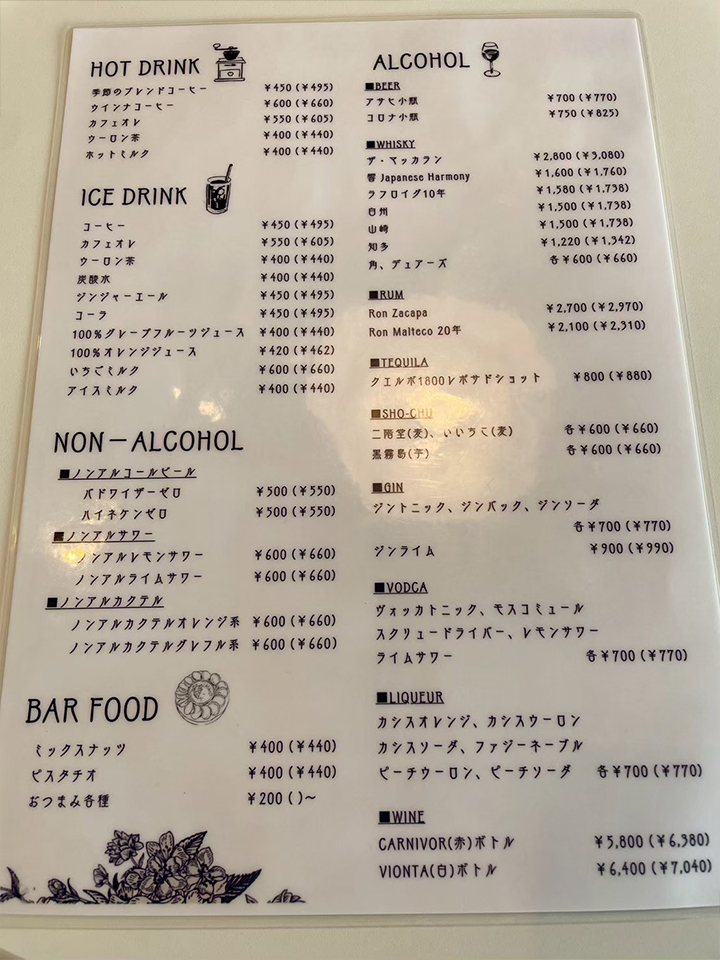 HOT DRINK
季節のブレンドコーヒー ¥450(¥495)
ウインナコーヒー ¥600(¥660)
カフェオレ ¥550(¥605)
ウーロン茶 ¥400(¥440)
ホットミルク ¥400(¥440)
ICE DRINK
コーヒー ¥450(¥495)
カフェオレ ¥550(¥605)
ウーロン茶 ¥400(¥440)
炭酸水 ¥400(¥440)
ジンジャーエール ¥450(¥495)
コーラ ¥450(¥495)
100%グレープフルーツジュース ¥400(¥440)
100%オレンジジュース ¥420(¥462)
いちごミルク ¥600(¥660)
アイスミルク ¥400(¥440)
NON-ALCOHOL
■ノンアルコールビール
バドワイザーゼロ ¥500(¥550)
ハイネケンゼロ ¥500(¥550)
■ノンアルサワー
ノンアルレモンサワー ¥600(¥660)
ノンアルライムサワー ¥600(¥660)
■ノンアルカクテル
ノンアルカクテルオレンジ系 ¥600(¥660)
ノンアルカクテルグレフル系 ¥600(¥660)
BAR FOOD
ミックスナッツ ¥400(¥440)
ピスタチオ ¥400(¥440)
おつまみ各種 ¥200()~
ALCOHOL
■BEER
アサヒ小瓶 ¥700(¥770)
コロナ小瓶 ¥750(¥825)
■WHISKY
ザ・マッカラン ¥2,800(¥3,080)
響 Japanese Harmony ¥1,600(¥1,760)
ラフロイグ10年 ¥1,580(¥1,738)
白州 ¥1,500(¥1,738)
山崎 ¥1,500(¥1,738)
知多 ¥1,220(¥1,342)
角、デュアーズ 各¥600(¥660)
■RUM
Ron Zacapa ¥2,700(¥2,970)
Ron Malteco 20年 ¥2,100(¥2,310)
■TEQUILA
クエルボ1800レポサドショット ¥800(¥880)
■SHO-CHU
二階堂(麦)、いいちこ(麦) 各¥600(¥660)
黒霧島(芋) 各¥600(¥660)
■GIN
ジントニック、ジンバック、ジンソーダ
各¥700(¥770)
ジンライム ¥900(¥990)
■VODCA
ヴォッカトニック、モスコミュール
スクリュードライバー、レモンサワー
ライムサワー 各¥700(¥770)
■LIQUEUR
カシスオレンジ、カシスウーロン
カシスソーダ、ファジーネーブル
ピーチウーロン、ピーチソーダ 各¥700(¥770)
■WINE
CARNIVOR(赤)ボトル ¥5,800(¥6,380)
VIONTA(白)ボトル ¥6,400(¥7,040)